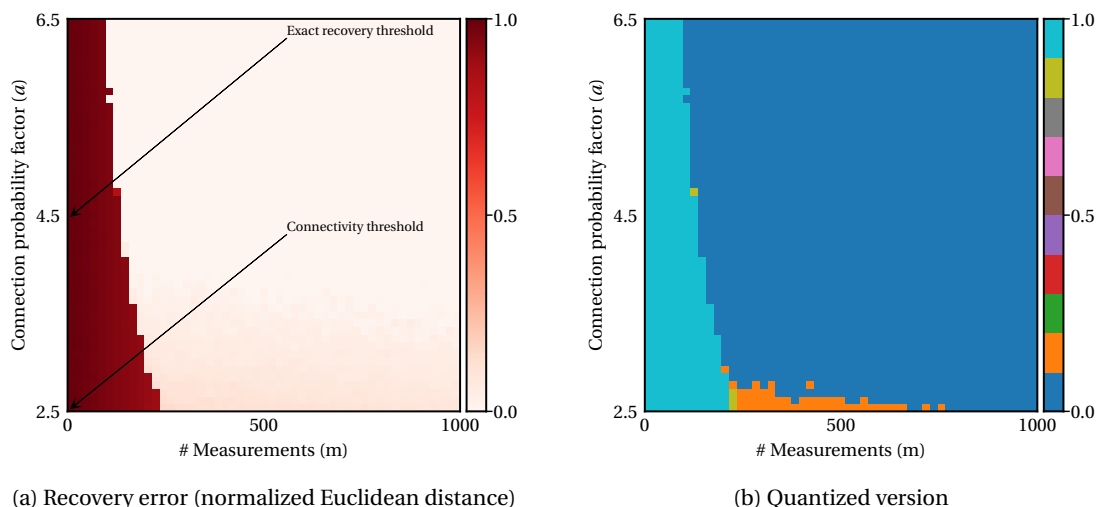 6.5
Exact recovery threshold
1.0
Connection probability factor (a)
4.5
0.5
Connectivity threshold
2.5
0.0
0
500
1000
# Measurements (m)
(a) Recovery error (normalized Euclidean distance)
6.5
1.0
Connection probability factor (a)
4.5
0.5
2.5
0.0
0
500
1000
# Measurements (m)
(b) Quantized version